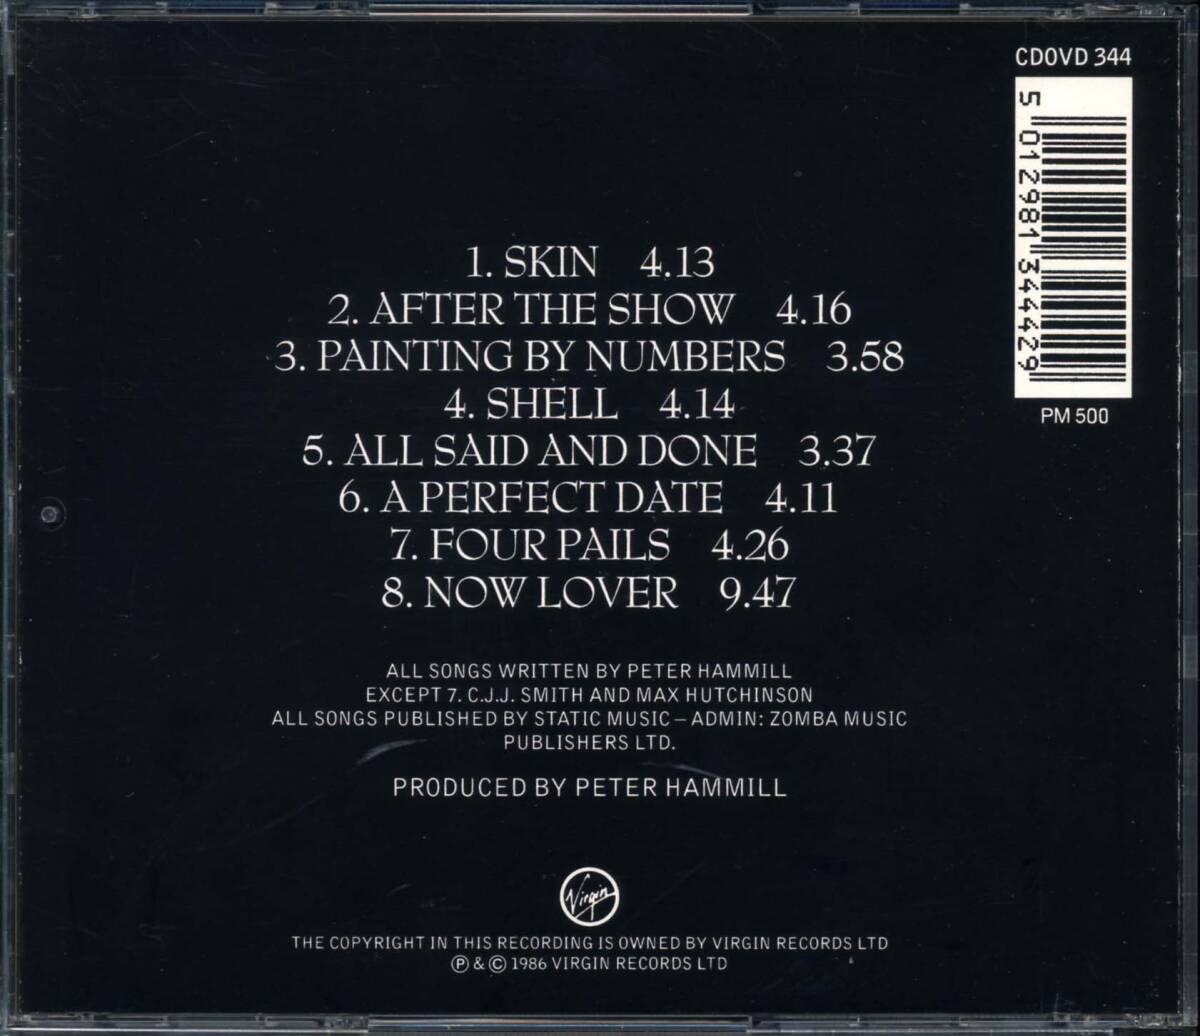 CDOVD 344
5 012981 344429
PM 500
1. SKIN 4.13
2. AFTER THE SHOW 4.16
3. PAINTING BY NUMBERS 3.58
4. SHELL 4.14
5. ALL SAID AND DONE 3.37
6. A PERFECT DATE 4.11
7. FOUR PAILS 4.26
8. NOW LOVER 9.47
ALL SONGS WRITTEN BY PETER HAMMILL
EXCEPT 7. C.J.J. SMITH AND MAX HUTCHINSON
ALL SONGS PUBLISHED BY STATIC MUSIC – ADMIN: ZOMBA MUSIC
PUBLISHERS LTD.
PRODUCED BY PETER HAMMILL
Virgin
THE COPYRIGHT IN THIS RECORDING IS OWNED BY VIRGIN RECORDS LTD
Ⓟ & © 1986 VIRGIN RECORDS LTD